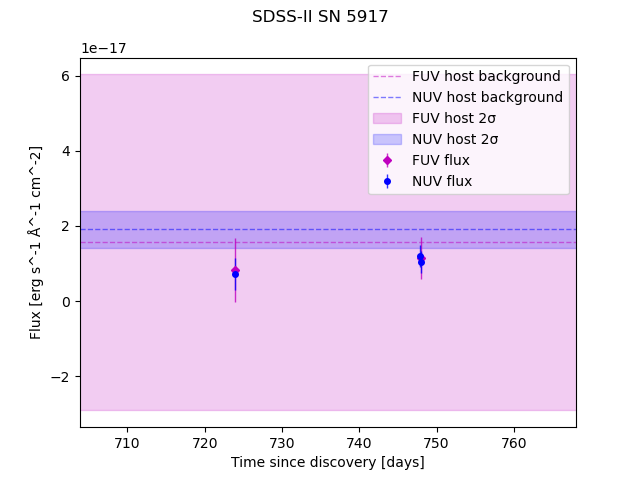 SDSS-II SN 5917
1e−17
FUV host background
NUV host background
FUV host 2σ
NUV host 2σ
FUV flux
NUV flux
6
4
2
0
−2
Flux [erg s^-1 Å^-1 cm^-2]
710
720
730
740
750
760
Time since discovery [days]